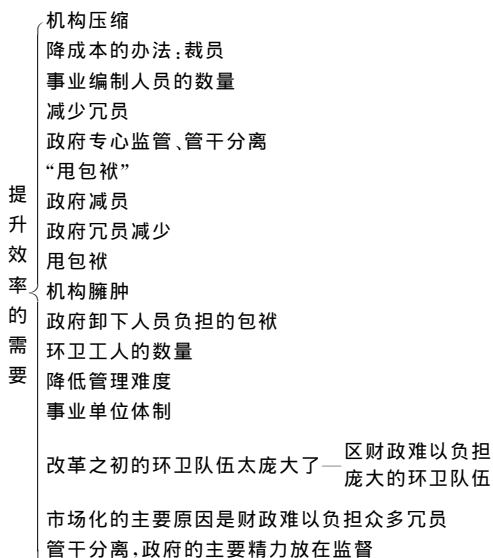 提升效率的需要
机构压缩
降成本的办法：裁员
事业编制人员的数量
减少冗员
政府专心监管、管干分离
“甩包袱”
政府减员
政府冗员减少
甩包袱
机构臃肿
政府卸下人员负担的包袱
环卫工人的数量
降低管理难度
事业单位体制
改革之初的环卫队伍太庞大了—区财政难以负担
庞大的环卫队伍
市场化的主要原因是财政难以负担众多冗员
管干分离，政府的主要精力放在监督